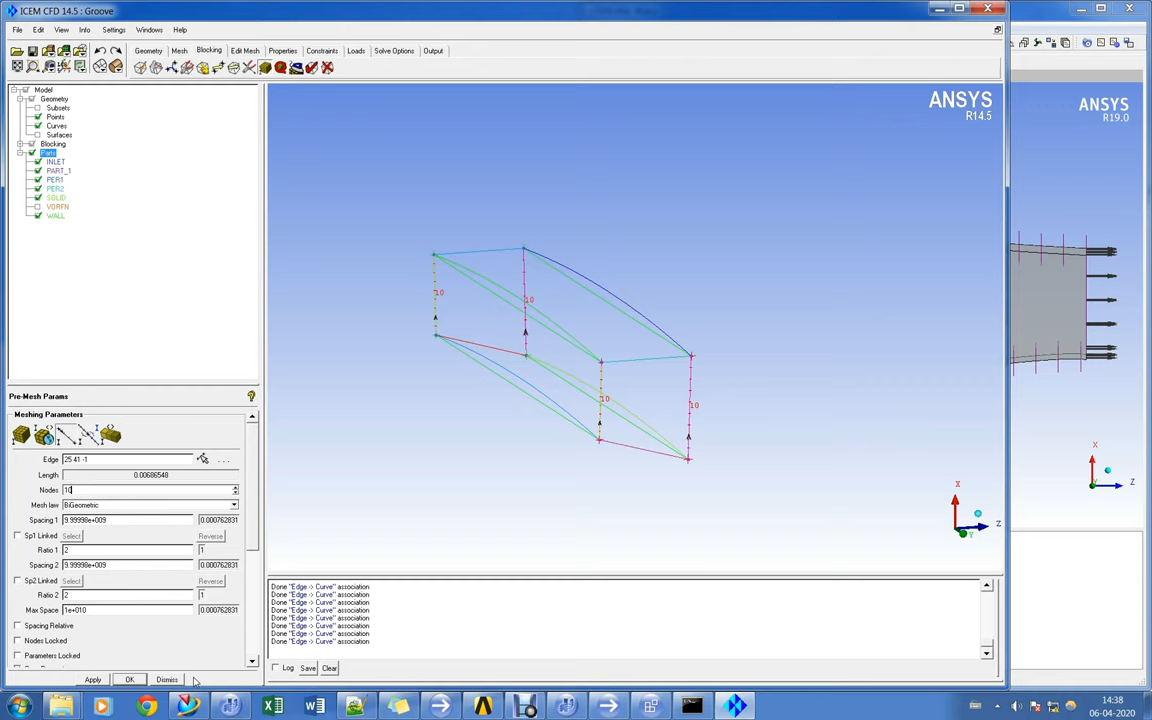 ICEM CFD 14.5 : Groove
File Edit View Info Settings Windows Help
Geometry Mesh Blocking Edit Mesh Properties Constraints Loads Solve Options Output
Model
Geometry
Subsets
Points
Curves
Surfaces
Blocking
Parts
INLET
PART_1
PER1
PER2
SOLID
VORFN
WALL
ANSYS
R14.5
ANSYS
R19.0
10
10
10
10
X
Z
Y
X
Z
Pre-Mesh Params
Meshing Parameters
Edge 25 41 -1 ...
Length 0.00686548
Nodes 10
Mesh law BiGeometric
Spacing 1 9.99998e+009 0.000762831
Sp1 Linked Select Reverse
Ratio 1 2 1
Spacing 2 9.99998e+009 0.000762831
Sp2 Linked Select Reverse
Ratio 2 2 1
Max Space 1e+010 0.000762831
Spacing Relative
Nodes Locked
Parameters Locked
Apply OK Dismiss
Done "Edge -> Curve" association
Done "Edge -> Curve" association
Done "Edge -> Curve" association
Done "Edge -> Curve" association
Done "Edge -> Curve" association
Done "Edge -> Curve" association
Done "Edge -> Curve" association
Done "Edge -> Curve" association
Log Save Clear
14:38
06-04-2020